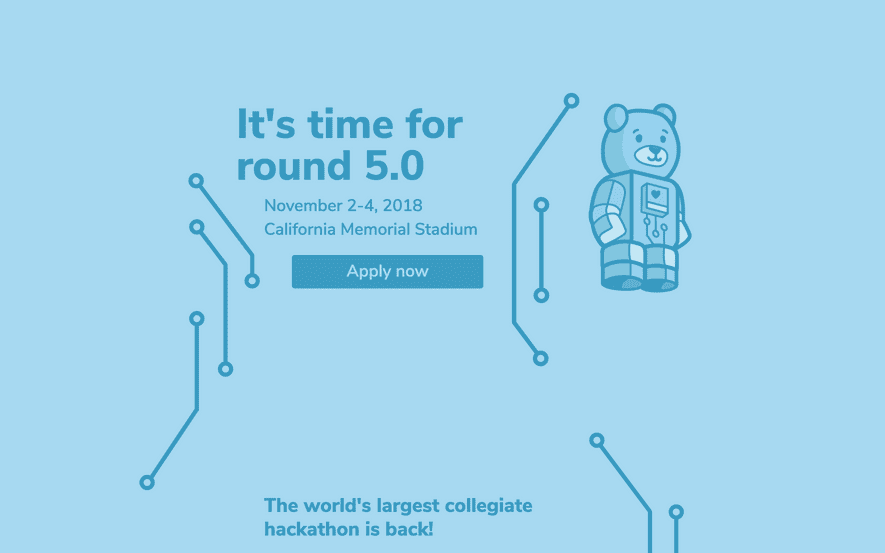 It's time for
round 5.0
November 2-4, 2018
California Memorial Stadium
Apply now
The world's largest collegiate
hackathon is back!